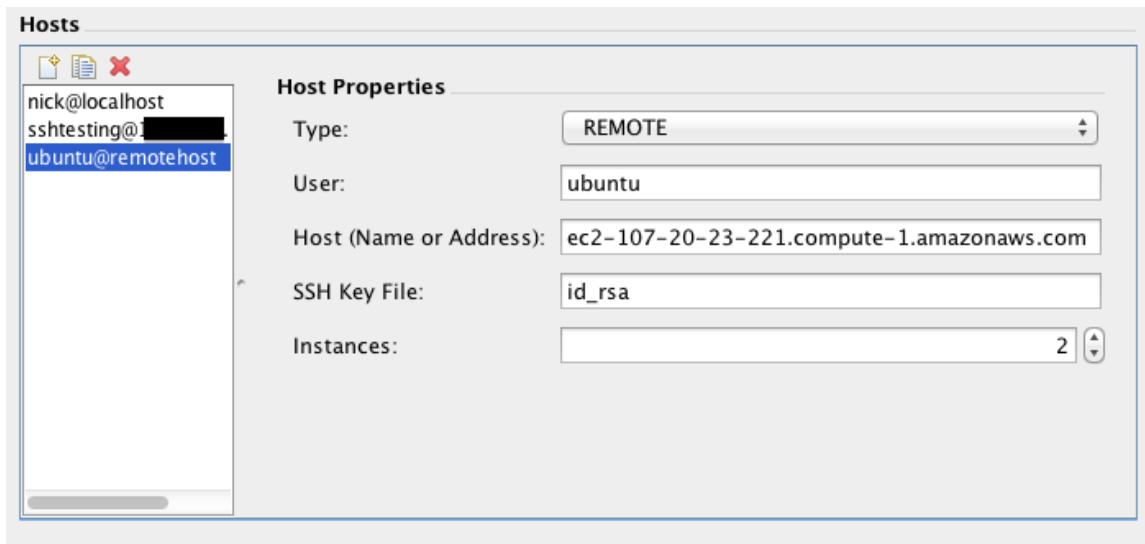 Hosts
nick@localhost
sshtesting@
ubuntu@remotehost
Host Properties
Type: REMOTE
User: ubuntu
Host (Name or Address): ec2-107-20-23-221.compute-1.amazonaws.com
SSH Key File: id_rsa
Instances: 2